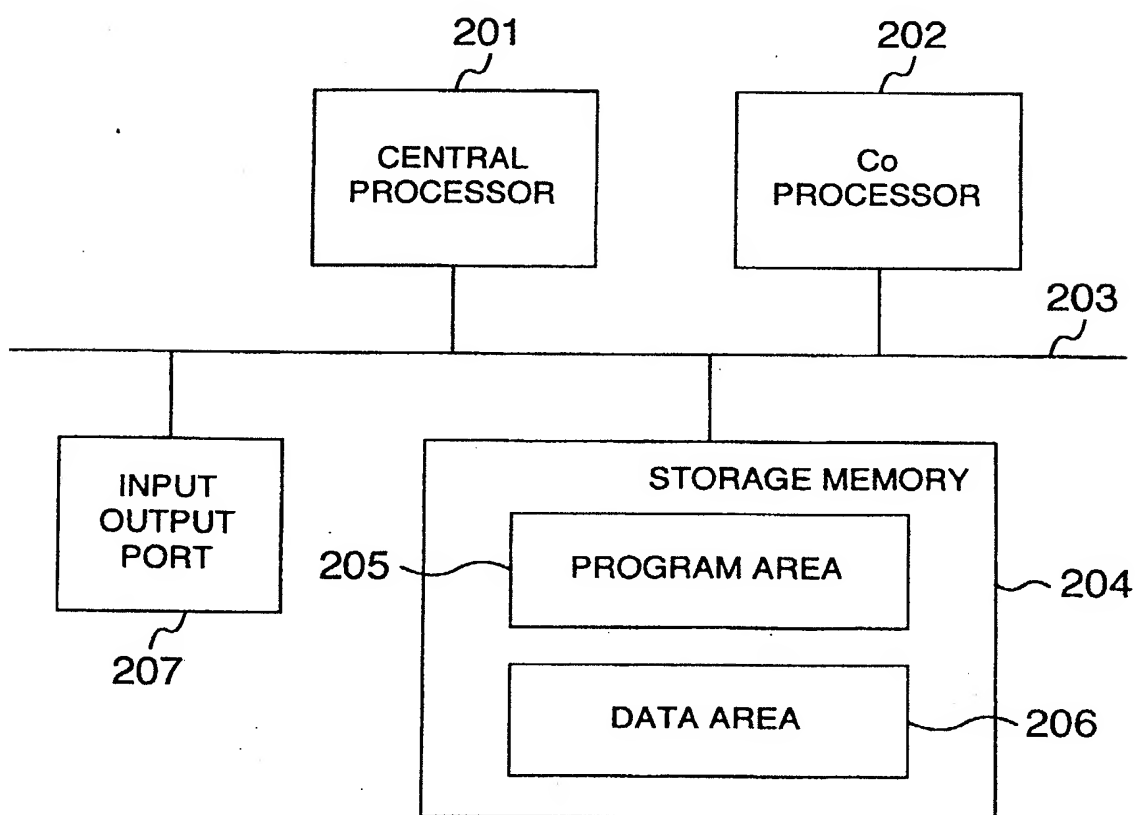 201
202
CENTRAL
PROCESSOR
Co
PROCESSOR
203
INPUT
OUTPUT
PORT
207
STORAGE MEMORY
205
PROGRAM AREA
204
DATA AREA
206